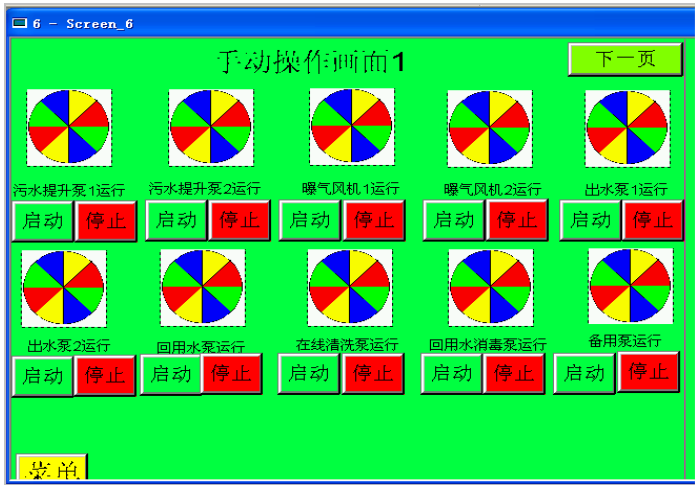 6 - Screen_6
手动操作画面1
下一页
污水提升泵1运行
污水提升泵2运行
曝气风机1运行
曝气风机2运行
出水泵1运行
启动 停止
启动 停止
启动 停止
启动 停止
启动 停止
出水泵2运行
回用水泵运行
在线清洗泵运行
回用水消毒泵运行
备用泵运行
启动 停止
启动 停止
启动 停止
启动 停止
启动 停止
菜单